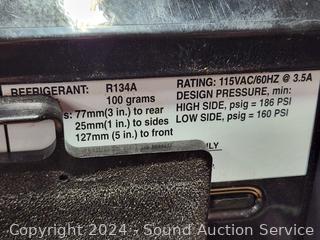 REFRIGERANT: R134A
100 grams
s: 77mm(3 in.) to rear
25mm(1 in.) to sides
127mm (5 in.) to front
RATING: 115VAC/60HZ @ 3.5A
DESIGN PRESSURE, min:
HIGH SIDE, psig = 186 PSI
LOW SIDE, psig = 160 PSI
LY
Copyright © 2024 - Sound Auction Service